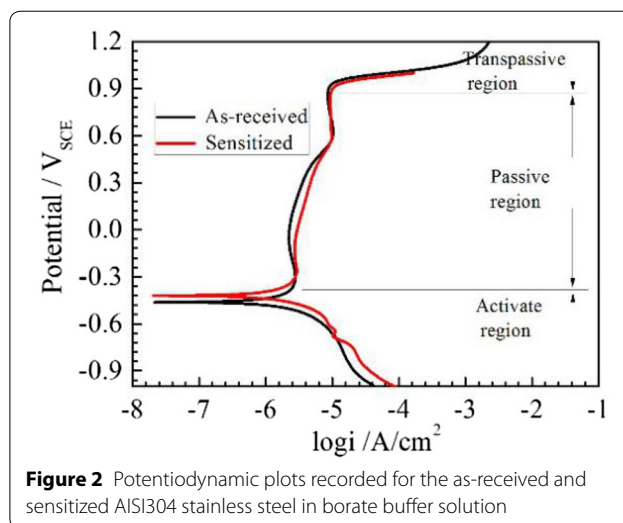 1.2
0.9
0.6
0.3
0.0
-0.3
-0.6
-0.9
Potential / V_SCE
As-received
Sensitized
Transpassive
region
Passive
region
Activate
region
-8 -7 -6 -5 -4 -3 -2 -1
logi /A/cm²
Figure 2 Potentiodynamic plots recorded for the as-received and
sensitized AISI304 stainless steel in borate buffer solution